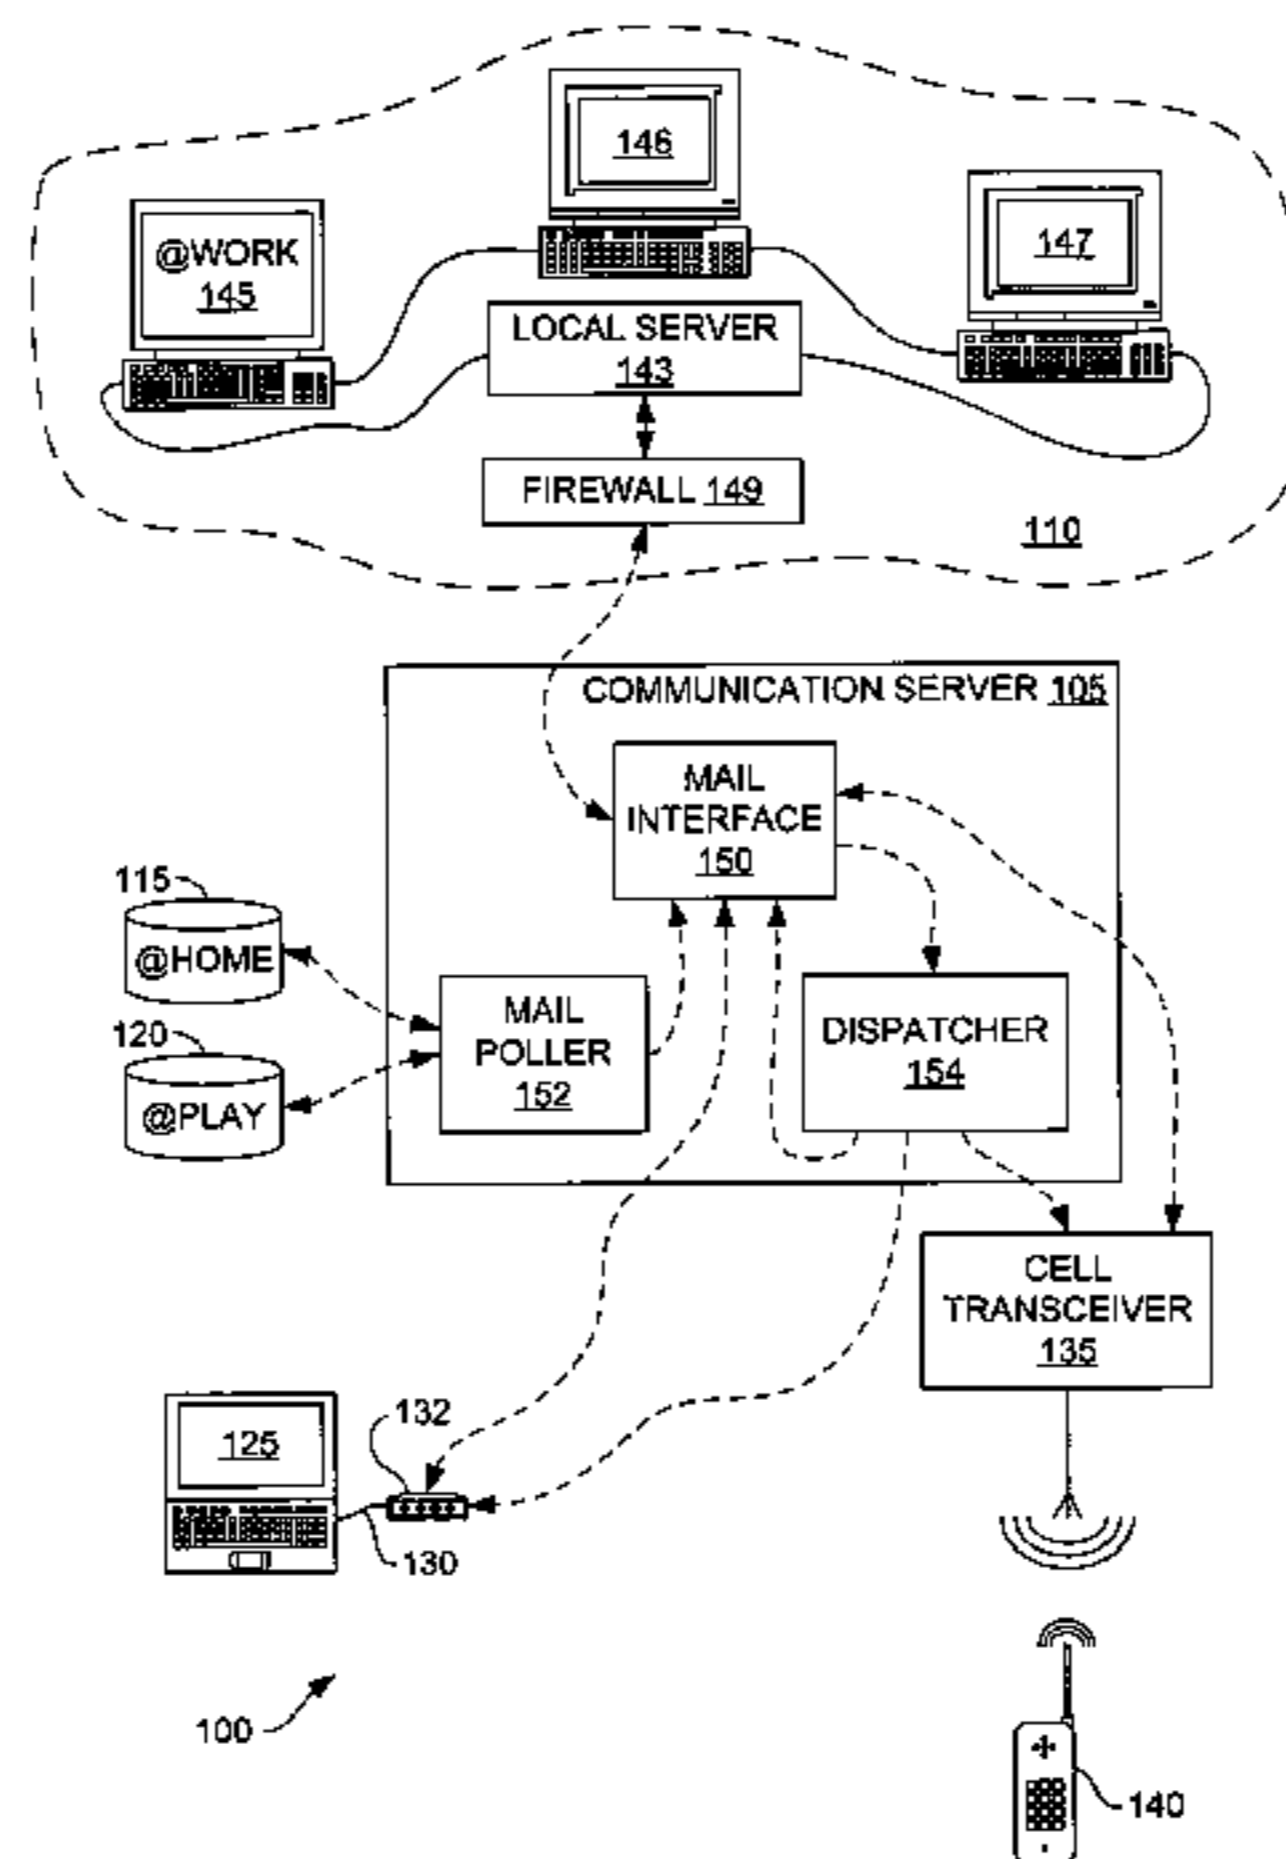 146
@WORK
145
147
LOCAL SERVER
143
FIREWALL 149
110
COMMUNICATION SERVER 105
MAIL
INTERFACE
150
115
@HOME
120
@PLAY
MAIL
POLLER
152
DISPATCHER
154
CELL
TRANSCEIVER
135
125
132
130
100
140